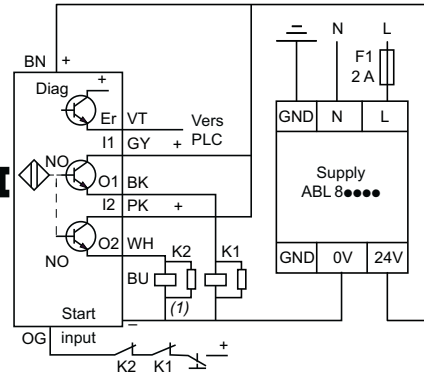 N L
BN +
F1
2 A
Diag +
Er VT
Vers
PLC
GND N L
I1 GY +
NO
O1 BK
Supply
ABL 8●●●●
I2 PK +
O2 WH
NO
K2 K1
GND 0V 24V
BU
(1)
Start
input
–
OG
+
K2 K1